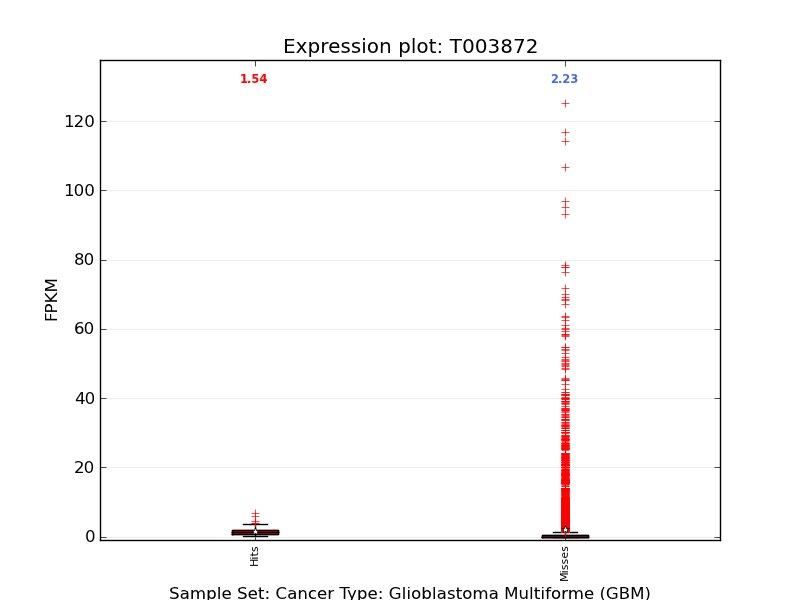 Expression plot: T003872
1.54
2.23
120
100
80
60
40
20
0
FPKM
Hits
Misses
Sample Set: Cancer Type: Glioblastoma Multiforme (GBM)